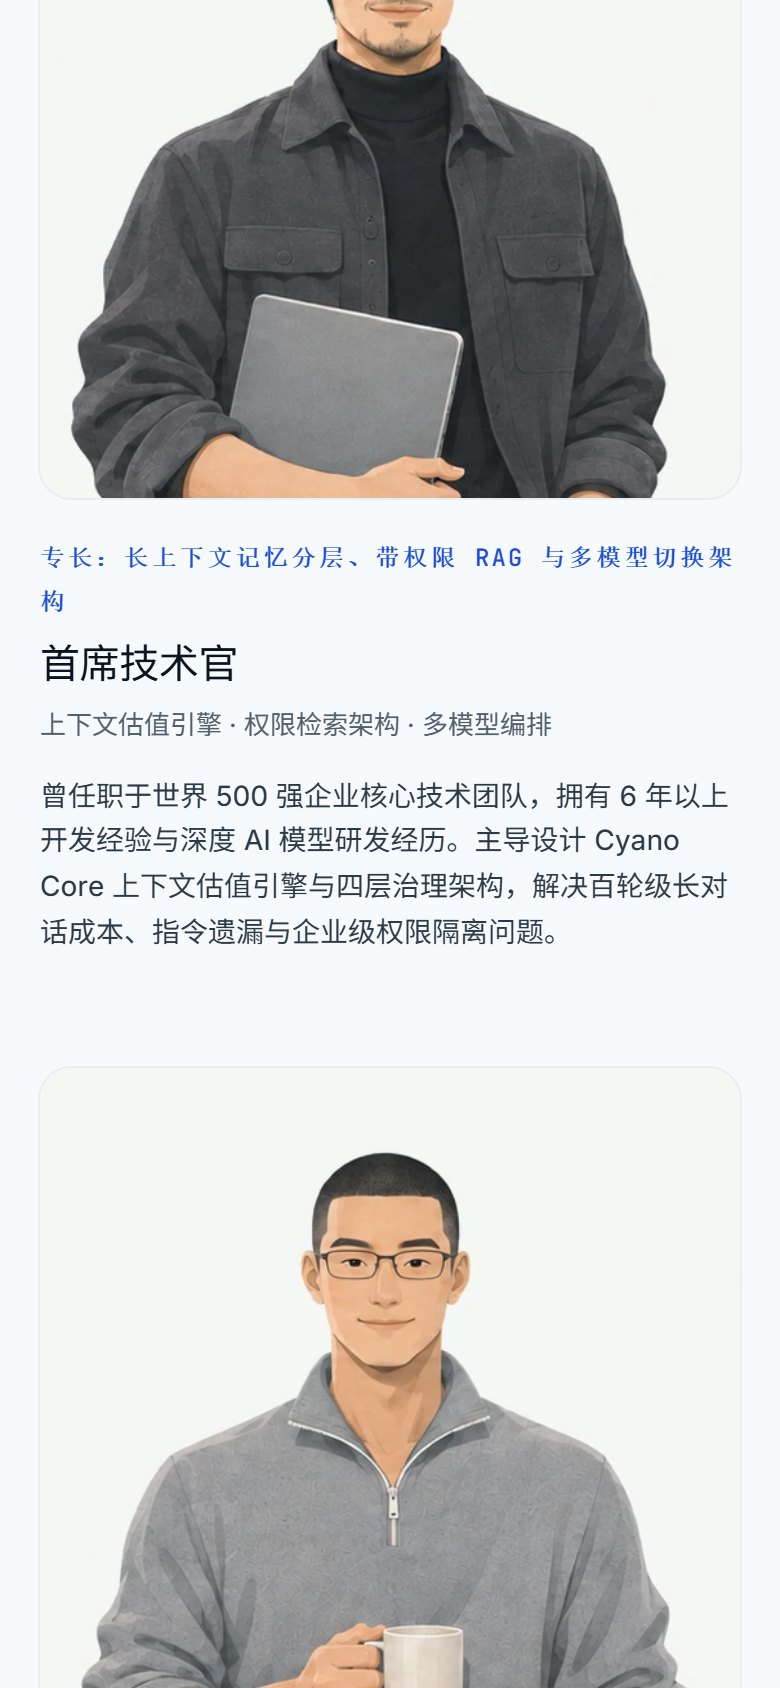 专长：长上下文记忆分层、带权限 RAG 与多模型切换架
构
首席技术官
上下文估值引擎 · 权限检索架构 · 多模型编排
曾任职于世界 500 强企业核心技术团队，拥有 6 年以上
开发经验与深度 AI 模型研发经历。主导设计 Cyano
Core 上下文估值引擎与四层治理架构，解决百轮级长对
话成本、指令遗漏与企业级权限隔离问题。